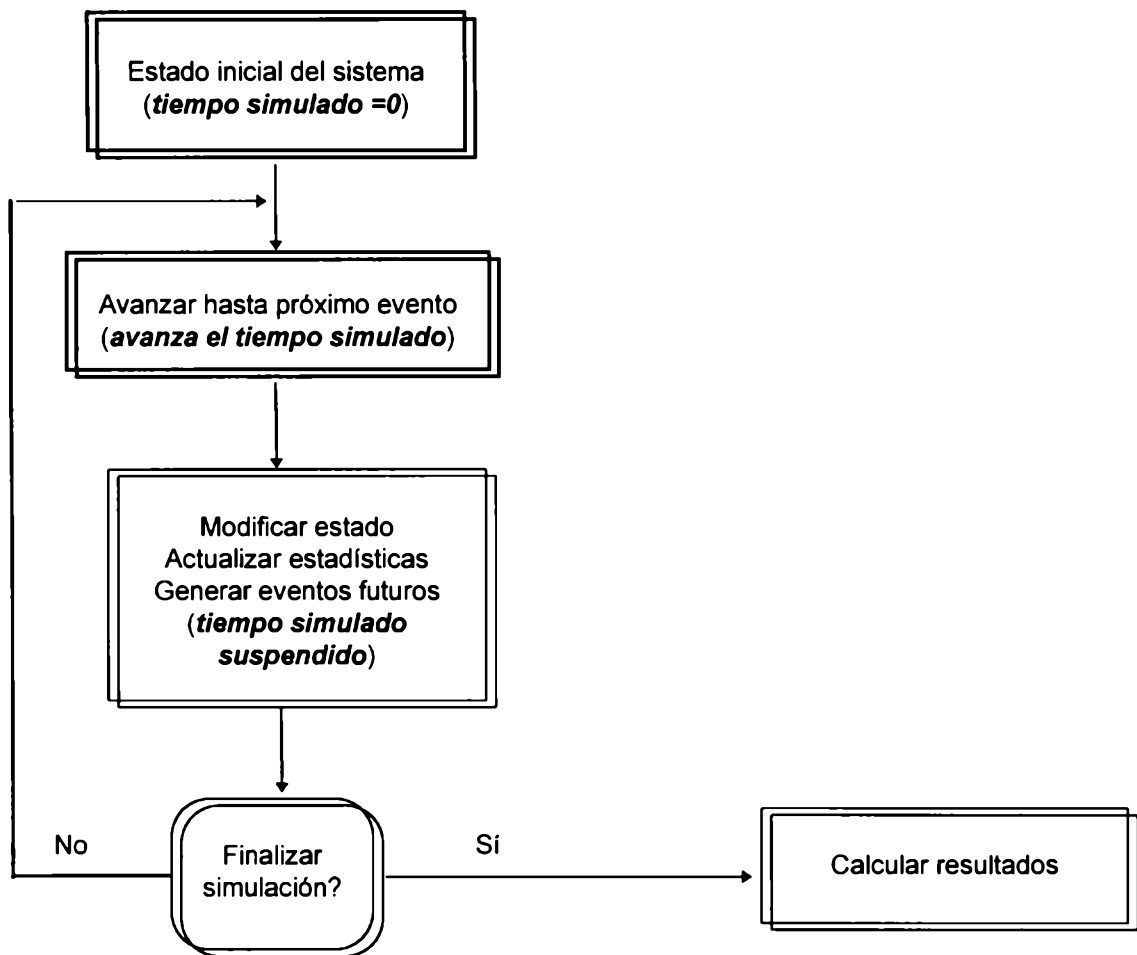 Estado inicial del sistema
(tiempo simulado =0)
Avanzar hasta próximo evento
(avanza el tiempo simulado)
Modificar estado
Actualizar estadísticas
Generar eventos futuros
(tiempo simulado
suspendido)
No
Finalizar
simulación?
Sí
Calcular resultados